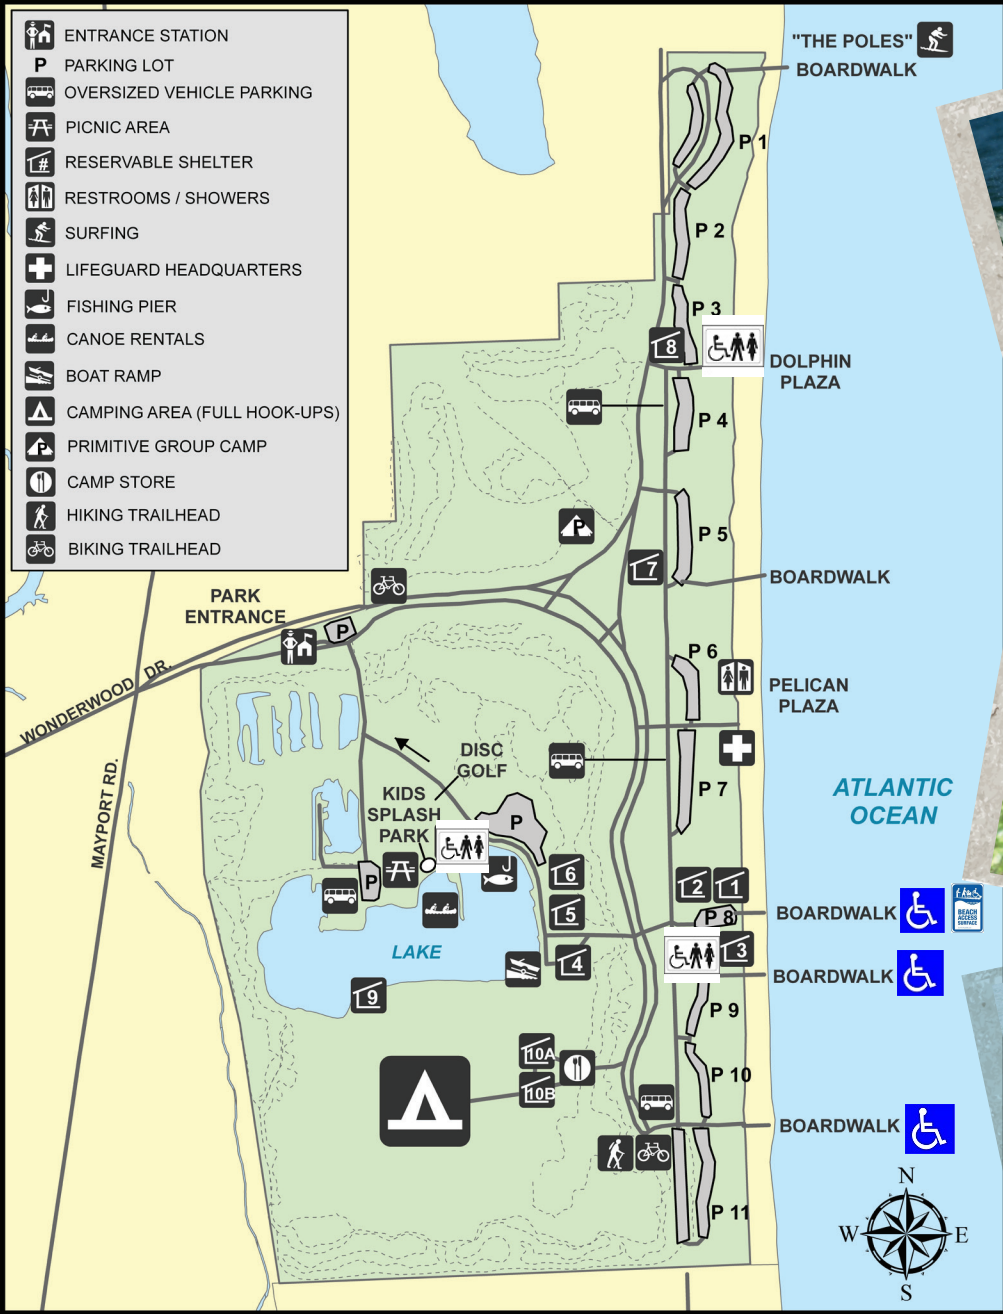 ENTRANCE STATION
P PARKING LOT
OVERSIZED VEHICLE PARKING
PICNIC AREA
# RESERVABLE SHELTER
RESTROOMS / SHOWERS
SURFING
LIFEGUARD HEADQUARTERS
FISHING PIER
CANOE RENTALS
BOAT RAMP
CAMPING AREA (FULL HOOK-UPS)
P PRIMITIVE GROUP CAMP
CAMP STORE
HIKING TRAILHEAD
BIKING TRAILHEAD
"THE POLES"
BOARDWALK
P 1
P 2
P 3
8
DOLPHIN
PLAZA
P 4
P
P 5
7
BOARDWALK
PARK
ENTRANCE
P
WONDERWOOD DR.
MAYPORT RD.
P 6
PELICAN
PLAZA
DISC
GOLF
KIDS
SPLASH
PARK
P
P 7
ATLANTIC
OCEAN
P
6
5
4
2
1
P 8
BOARDWALK
BEACH
ACCESS
SURFACE
3
BOARDWALK
LAKE
9
P 9
10A
10B
P 10
BOARDWALK
P 11
N
W
E
S